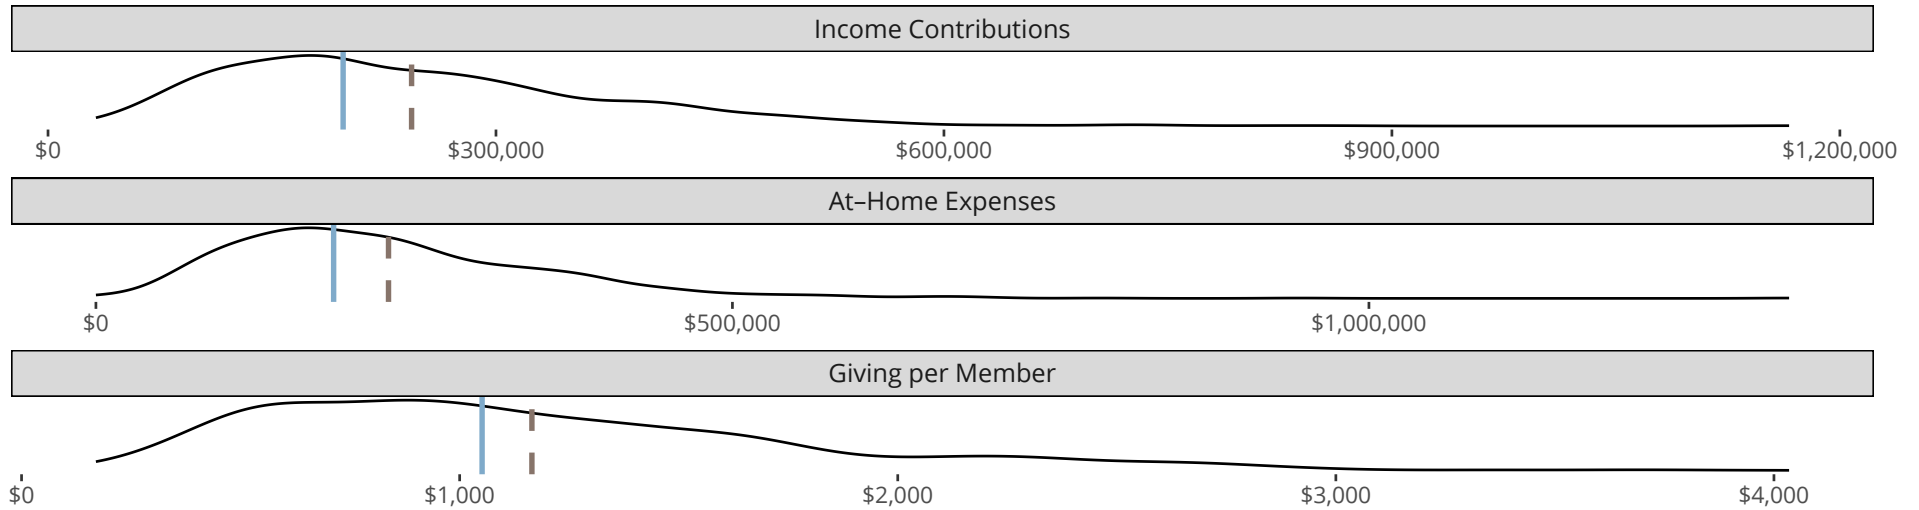 Income Contributions
$0 $300,000 $600,000 $900,000 $1,200,000
At–Home Expenses
$0 $500,000 $1,000,000
Giving per Member
$0 $1,000 $2,000 $3,000 $4,000